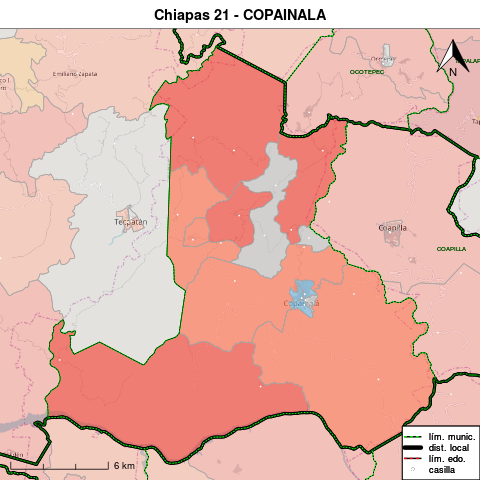 Chiapas 21 - COPAINALA
Ocotepec
OCOTEPEC
N
Emiliano Zapata
Tecpatán
Coapilla
COAPILLA
Copainalá
6 km
lím. munic.
dist. local
lím. edo.
casilla